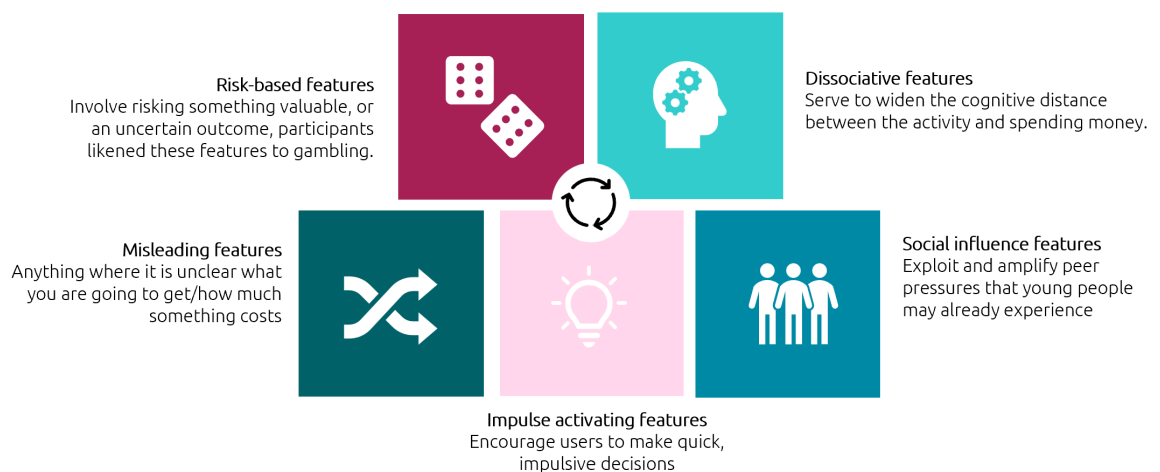 Risk-based features
Involve risking something valuable, or
an uncertain outcome, participants
likened these features to gambling.
Dissociative features
Serve to widen the cognitive distance
between the activity and spending money.
Misleading features
Anything where it is unclear what
you are going to get/how much
something costs
Social influence features
Exploit and amplify peer
pressures that young people
may already experience
Impulse activating features
Encourage users to make quick,
impulsive decisions